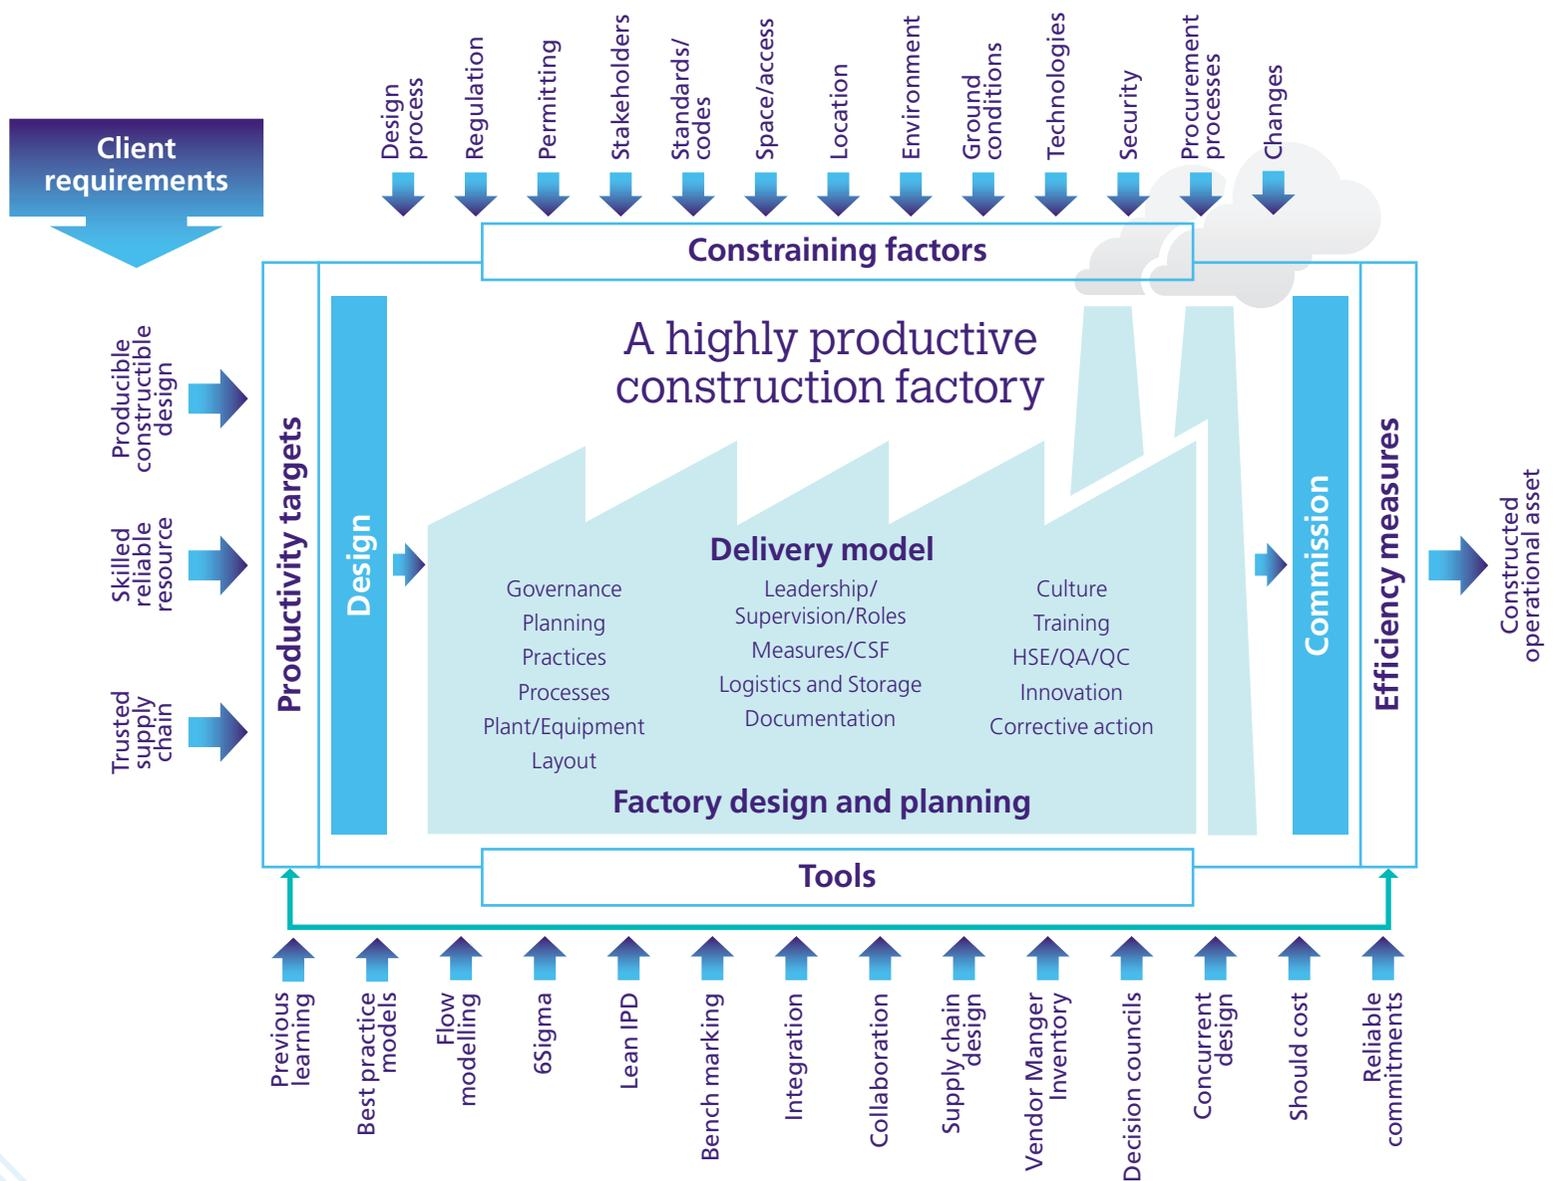 Client
requirements
Design
process
Regulation
Permitting
Stakeholders
Standards/
codes
Space/access
Location
Environment
Ground
conditions
Technologies
Security
Procurement
processes
Changes
Constraining factors
Producible
constructible
design
Skilled
reliable
resource
Trusted
supply
chain
Productivity targets
Design
A highly productive
construction factory
Delivery model
Governance
Planning
Practices
Processes
Plant/Equipment
Layout
Leadership/
Supervision/Roles
Measures/CSF
Logistics and Storage
Documentation
Culture
Training
HSE/QA/QC
Innovation
Corrective action
Factory design and planning
Commission
Efficiency measures
Constructed
operational asset
Tools
Previous
learning
Best practice
models
Flow
modelling
6Sigma
Lean IPD
Bench marking
Integration
Collaboration
Supply chain
design
Vendor Manger
Inventory
Decision councils
Concurrent
design
Should cost
Reliable
commitments